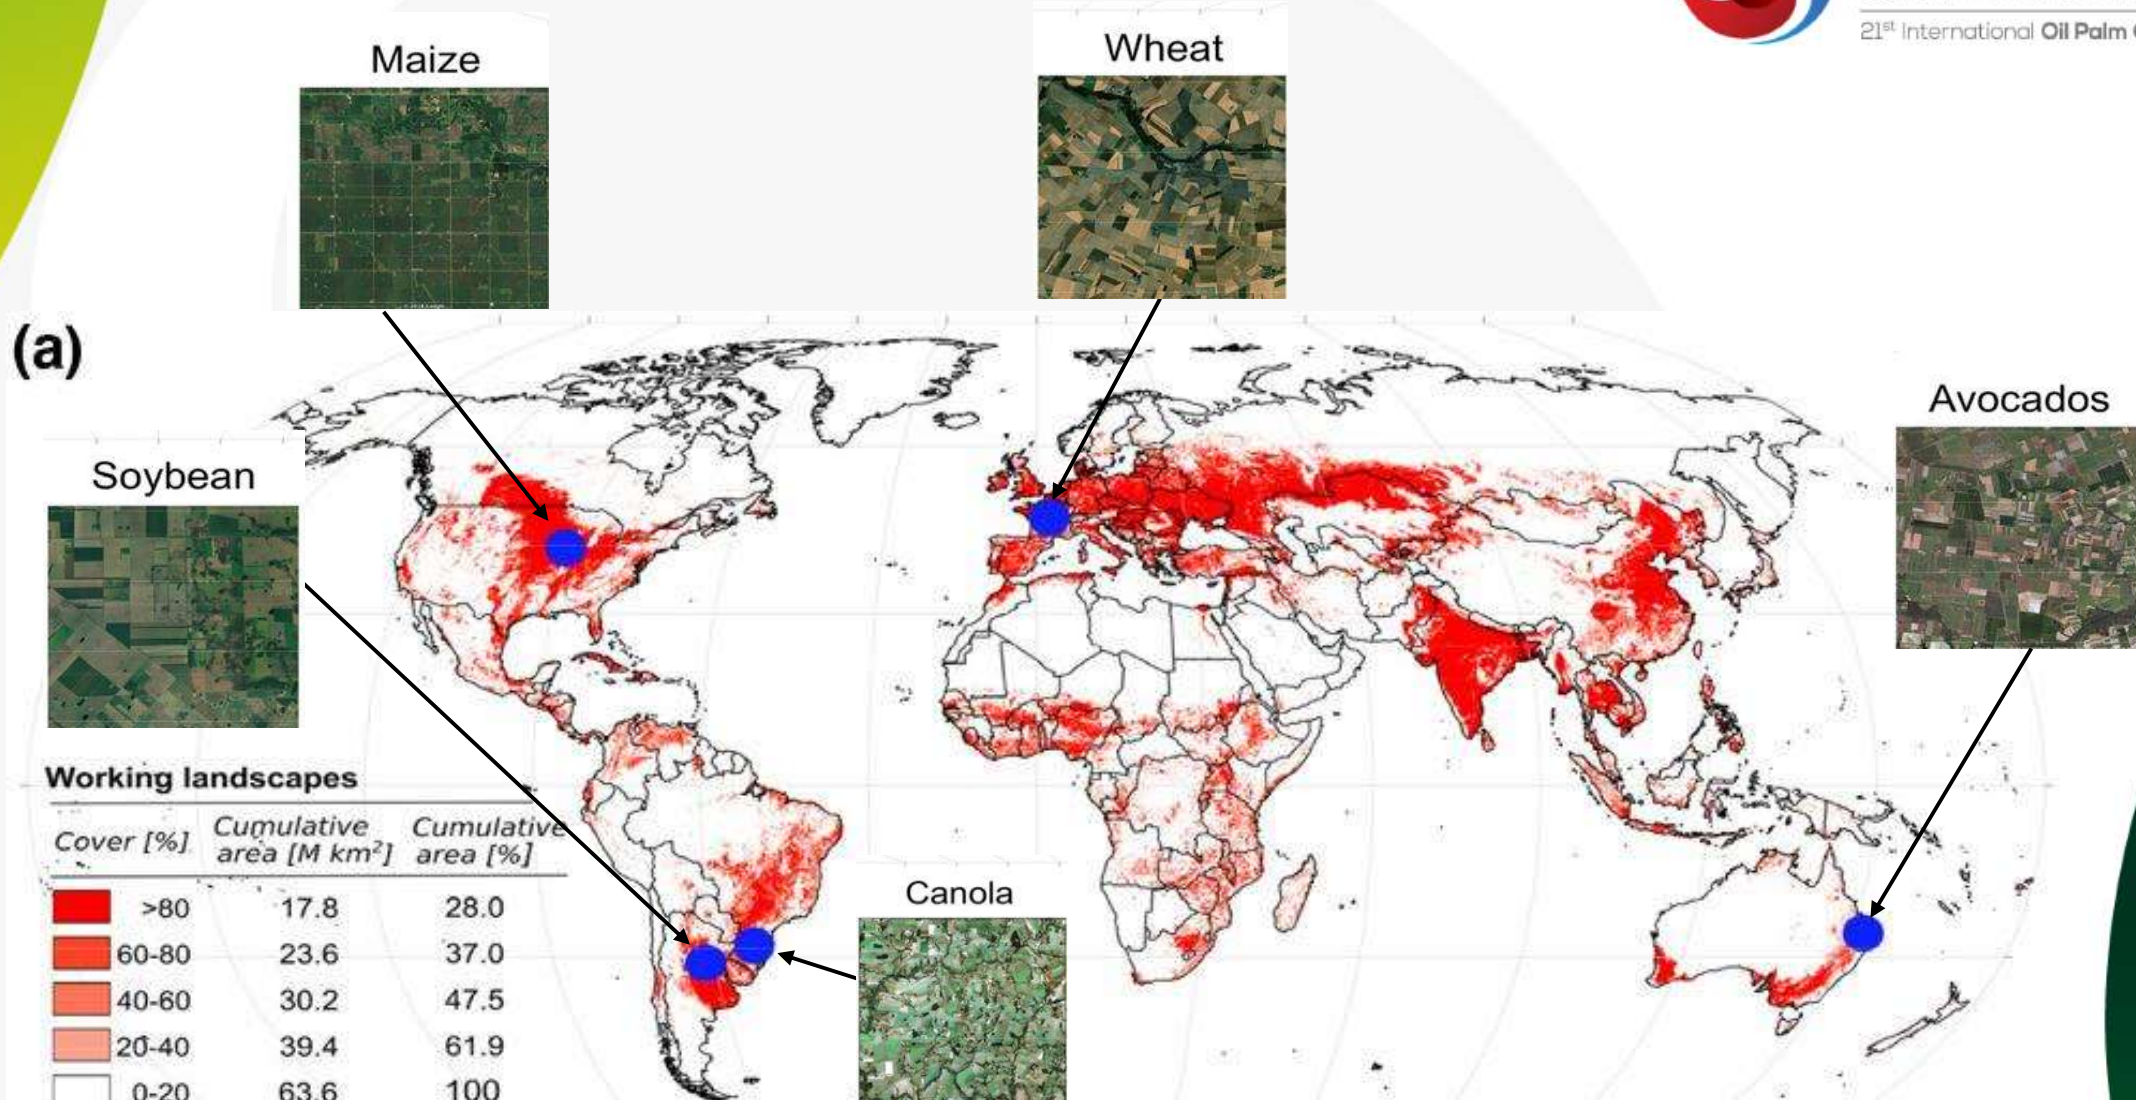 21st International Oil Palm
Maize
Wheat
(a)
Avocados
Soybean
Canola
Working landscapes
Cover [%] Cumulative area [M km²] Cumulative area [%]
>80 17.8 28.0
60-80 23.6 37.0
40-60 30.2 47.5
20-40 39.4 61.9
0-20 63.6 100